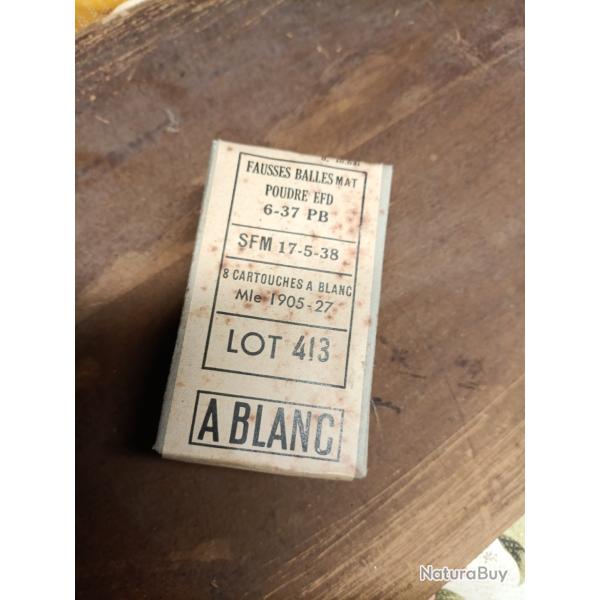 FAUSSES BALLES MAT
POUDRE EFD
6-37 PB
SFM 17-5-38
8 CARTOUCHES A BLANC
Mle 1905-27
LOT 413
A BLANC
NaturaBuy